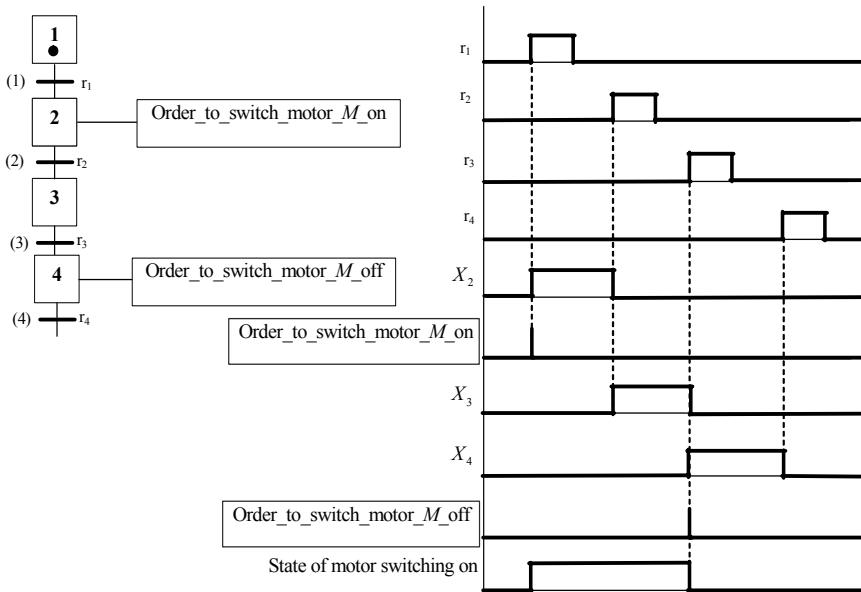 1
(1) r1
2 Order_to_switch_motor_M_on
(2) r2
3
(3) r3
4 Order_to_switch_motor_M_off
(4) r4
r1
r2
r3
r4
X2
Order_to_switch_motor_M_on
X3
X4
Order_to_switch_motor_M_off
State of motor switching on